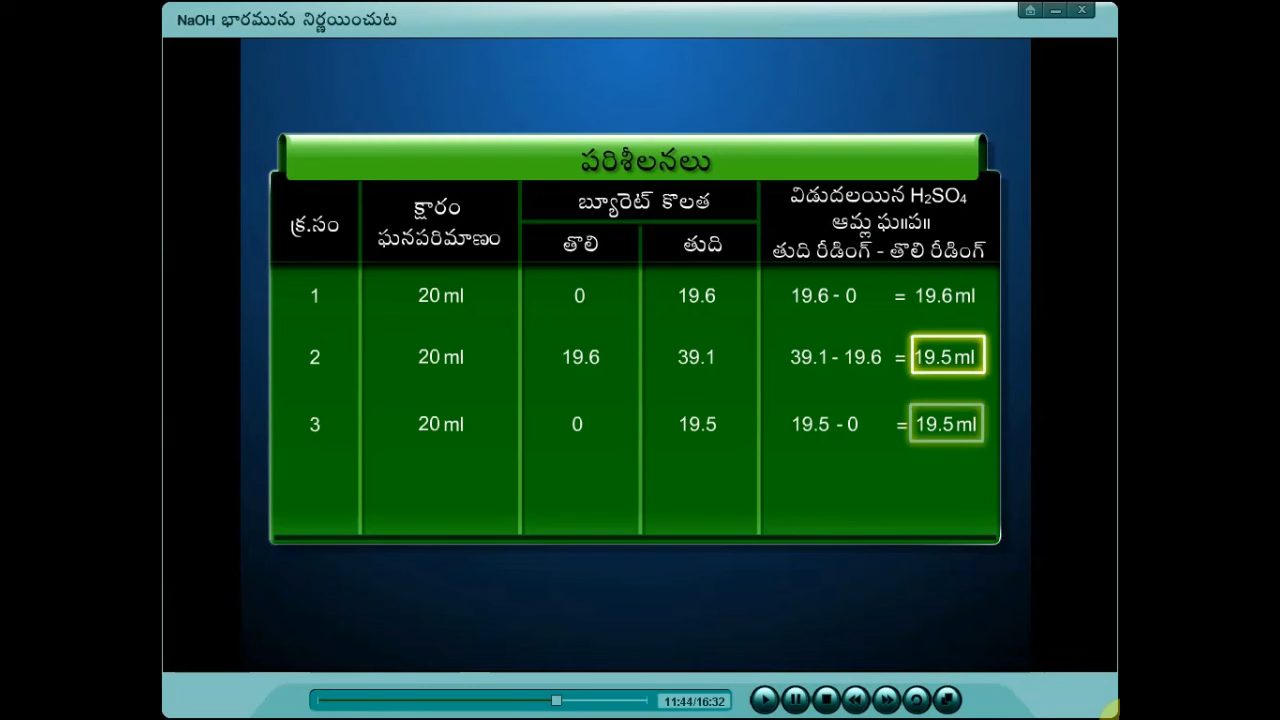 NaOH భారమును నిర్ణయించుట
పరిశీలనలు
క్ర.సం
క్షారం
ఘనపరిమాణం
బ్యూరెట్ కొలత
తొలి తుది
విడుదలయిన H₂SO₄
ఆమ్ల ఘ॥ప॥
తుది రీడింగ్ - తొలి రీడింగ్
1 20 ml 0 19.6 19.6 - 0 = 19.6 ml
2 20 ml 19.6 39.1 39.1 - 19.6 = 19.5 ml
3 20 ml 0 19.5 19.5 - 0 = 19.5 ml
11:44/16:32